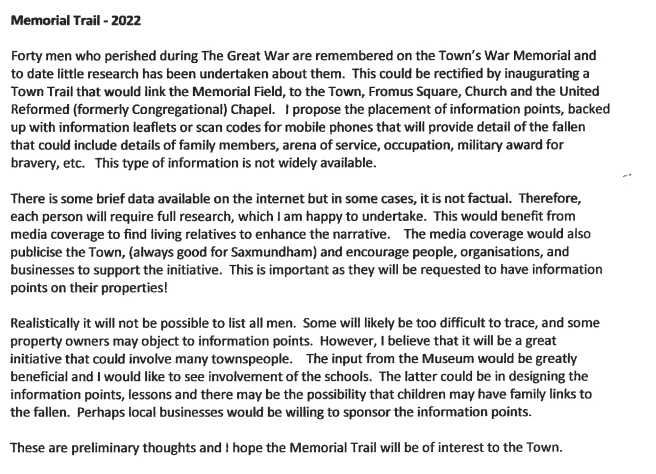 Memorial Trail - 2022
Forty men who perished during The Great War are remembered on the Town's War Memorial and
to date little research has been undertaken about them.  This could be rectified by inaugurating a
Town Trail that would link the Memorial Field, to the Town, Fromus Square, Church and the United
Reformed (formerly Congregational) Chapel.   I propose the placement of information points, backed
up with information leaflets or scan codes for mobile phones that will provide detail of the fallen
that could include details of family members, arena of service, occupation, military award for
bravery, etc.   This type of information is not widely available.
There is some brief data available on the internet but in some cases, it is not factual.  Therefore,
each person will require full research, which I am happy to undertake.  This would benefit from
media coverage to find living relatives to enhance the narrative.    The media coverage would also
publicise the Town, (always good for Saxmundham) and encourage people, organisations, and
businesses to support the initiative.  This is important as they will be requested to have information
points on their properties!
Realistically it will not be possible to list all men.  Some will likely be too difficult to trace, and some
property owners may object to information points.  However, I believe that it will be a great
initiative that could involve many townspeople.    The input from the Museum would be greatly
beneficial and I would like to see involvement of the schools.  The latter could be in designing the
information points, lessons and there may be the possibility that children may have family links to
the fallen.  Perhaps local businesses would be willing to sponsor the information points.
These are preliminary thoughts and I hope the Memorial Trail will be of interest to the Town.